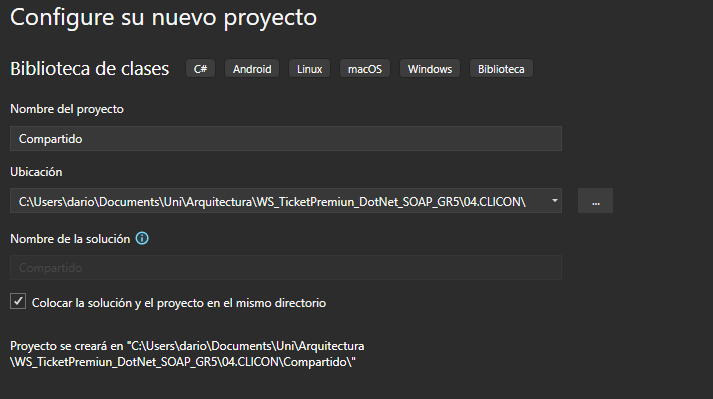 Configure su nuevo proyecto
Biblioteca de clases C# Android Linux macOS Windows Biblioteca
Nombre del proyecto
Compartido
Ubicación
C:\Users\dario\Documents\Uni\Arquitectura\WS_TicketPremiun_DotNet_SOAP_GR5\04.CLICON\
...
Nombre de la solución
Compartido
Colocar la solución y el proyecto en el mismo directorio
Proyecto se creará en "C:\Users\dario\Documents\Uni\Arquitectura
\WS_TicketPremiun_DotNet_SOAP_GR5\04.CLICON\Compartido\"